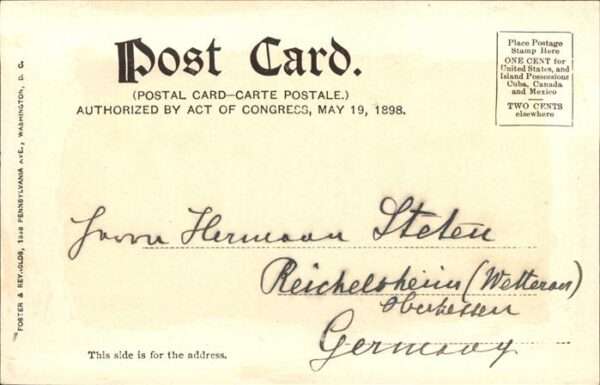 Post Card.
(POSTAL CARD—CARTE POSTALE.)
AUTHORIZED BY ACT OF CONGRESS, MAY 19, 1898.
Place Postage
Stamp Here
ONE CENT for
United States, and
Island Possessions
Cuba, Canada
and Mexico
TWO CENTS
elsewhere
FOSTER & REYNOLDS, PENNSYLVANIA AVE., WASHINGTON, D. C.
Herrn Hermann
Reichelsheim (Wetterau)
Oberhessen
Germany
This side is for the address.